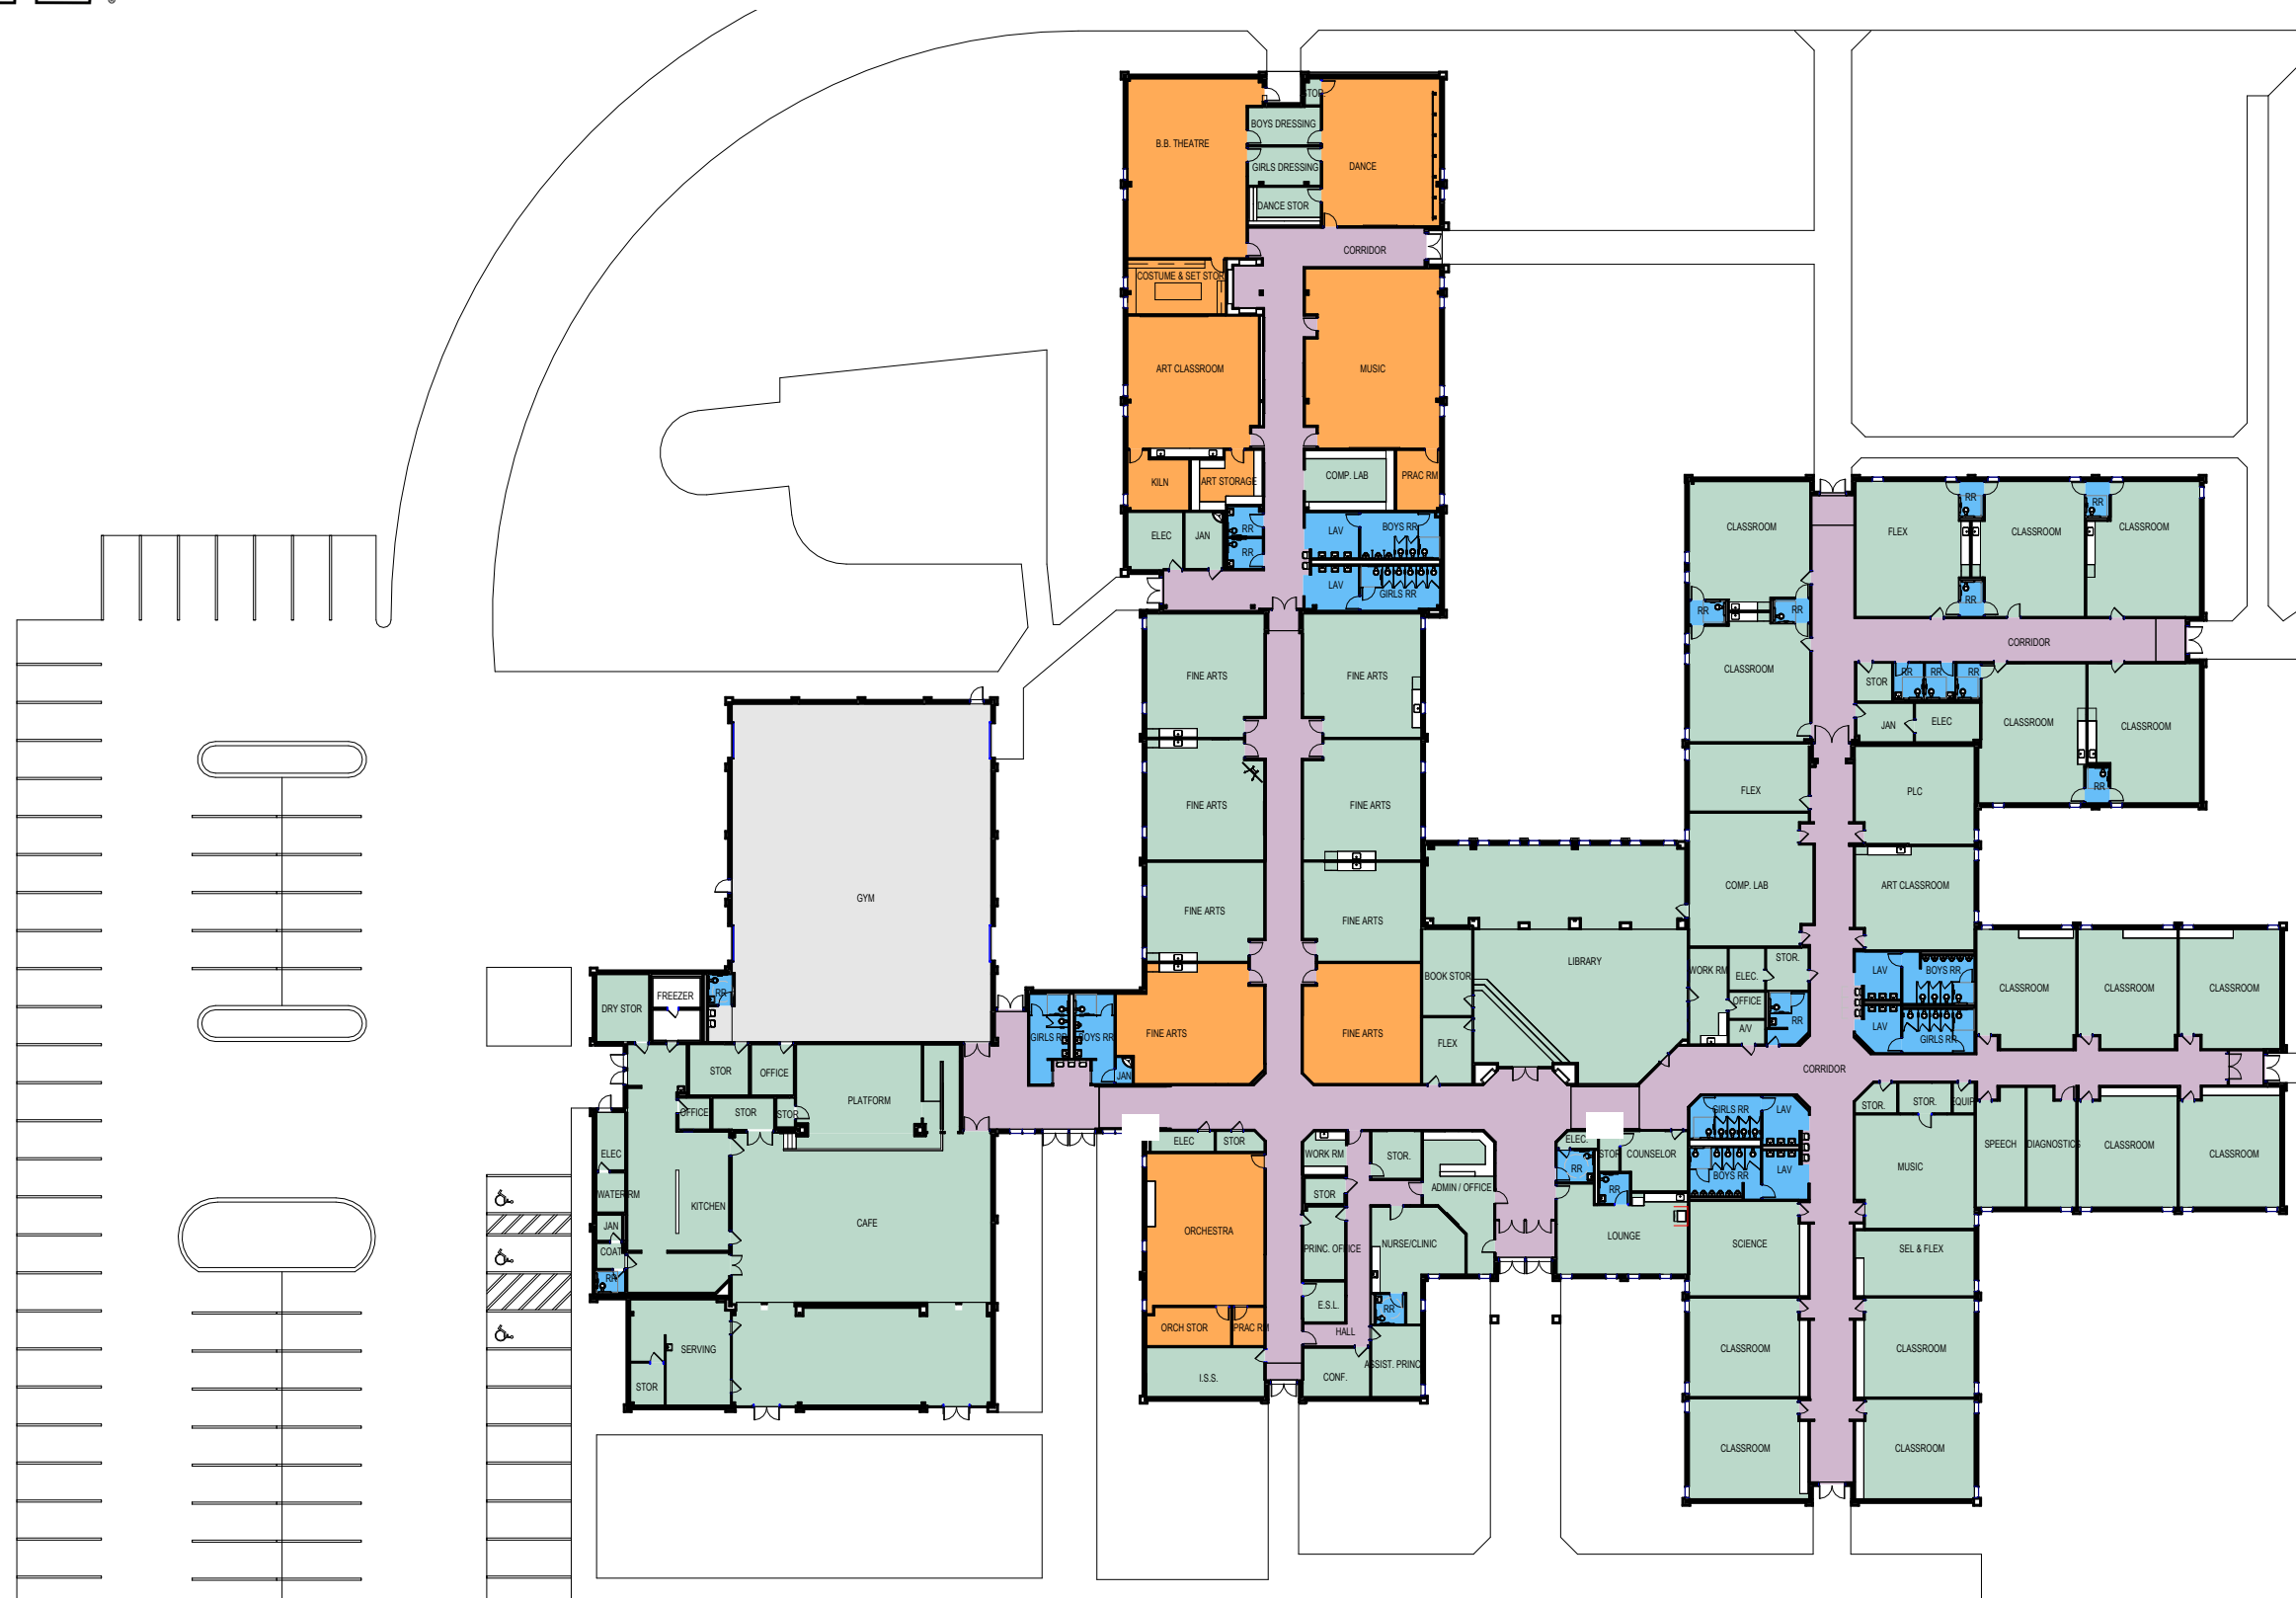 STOR.
BOYS DRESSING
B.B. THEATRE
GIRLS DRESSING
DANCE
DANCE STOR
CORRIDOR
COSTUME & SET STOR
ART CLASSROOM
MUSIC
KILN
ART STORAGE
COMP. LAB
PRAC RM
ELEC
JAN
RR
RR
LAV
BOYS RR
LAV
GIRLS RR
CLASSROOM
FLEX
RR
CLASSROOM
RR
CLASSROOM
RR
RR
RR
CORRIDOR
CLASSROOM
STOR
RR
RR
RR
JAN
ELEC
CLASSROOM
CLASSROOM
RR
FINE ARTS
FINE ARTS
FINE ARTS
FINE ARTS
FINE ARTS
FINE ARTS
FINE ARTS
FINE ARTS
FLEX
PLC
COMP. LAB
ART CLASSROOM
GYM
DRY STOR
FREEZER
RR
BOOK STOR
LIBRARY
WORK RM
ELEC.
STOR.
OFFICE
A/V
RR
LAV
BOYS RR
LAV
GIRLS RR
CLASSROOM
CLASSROOM
CLASSROOM
FLEX
GIRLS RR
BOYS RR
JAN
CORRIDOR
STOR
OFFICE
PLATFORM
OFFICE
STOR
STOR
STOR.
STOR.
EQUIP
ELEC
STOR
WORK RM
STOR.
ELEC.
STOR
COUNSELOR
GIRLS RR
LAV
BOYS RR
LAV
MUSIC
SPEECH
DIAGNOSTICS
CLASSROOM
CLASSROOM
ELEC
WATER RM
KITCHEN
CAFE
JAN
COAT
RR
ORCHESTRA
STOR
ADMIN / OFFICE
RR
RR
PRINC. OFFICE
NURSE/CLINIC
LOUNGE
SCIENCE
SEL & FLEX
E.S.L.
RR
ORCH STOR
PRAC RM
HALL
SERVING
STOR
I.S.S.
CONF.
ASSIST. PRINC
CLASSROOM
CLASSROOM
CLASSROOM
CLASSROOM